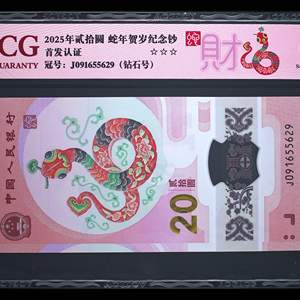 CG
GUARANTY
2025年贰拾圆 蛇年贺岁纪念钞
首发认证 ☆☆☆
冠号：J091655629（钻石号）
財
中国人民银行
贰拾圆
20
J091655629